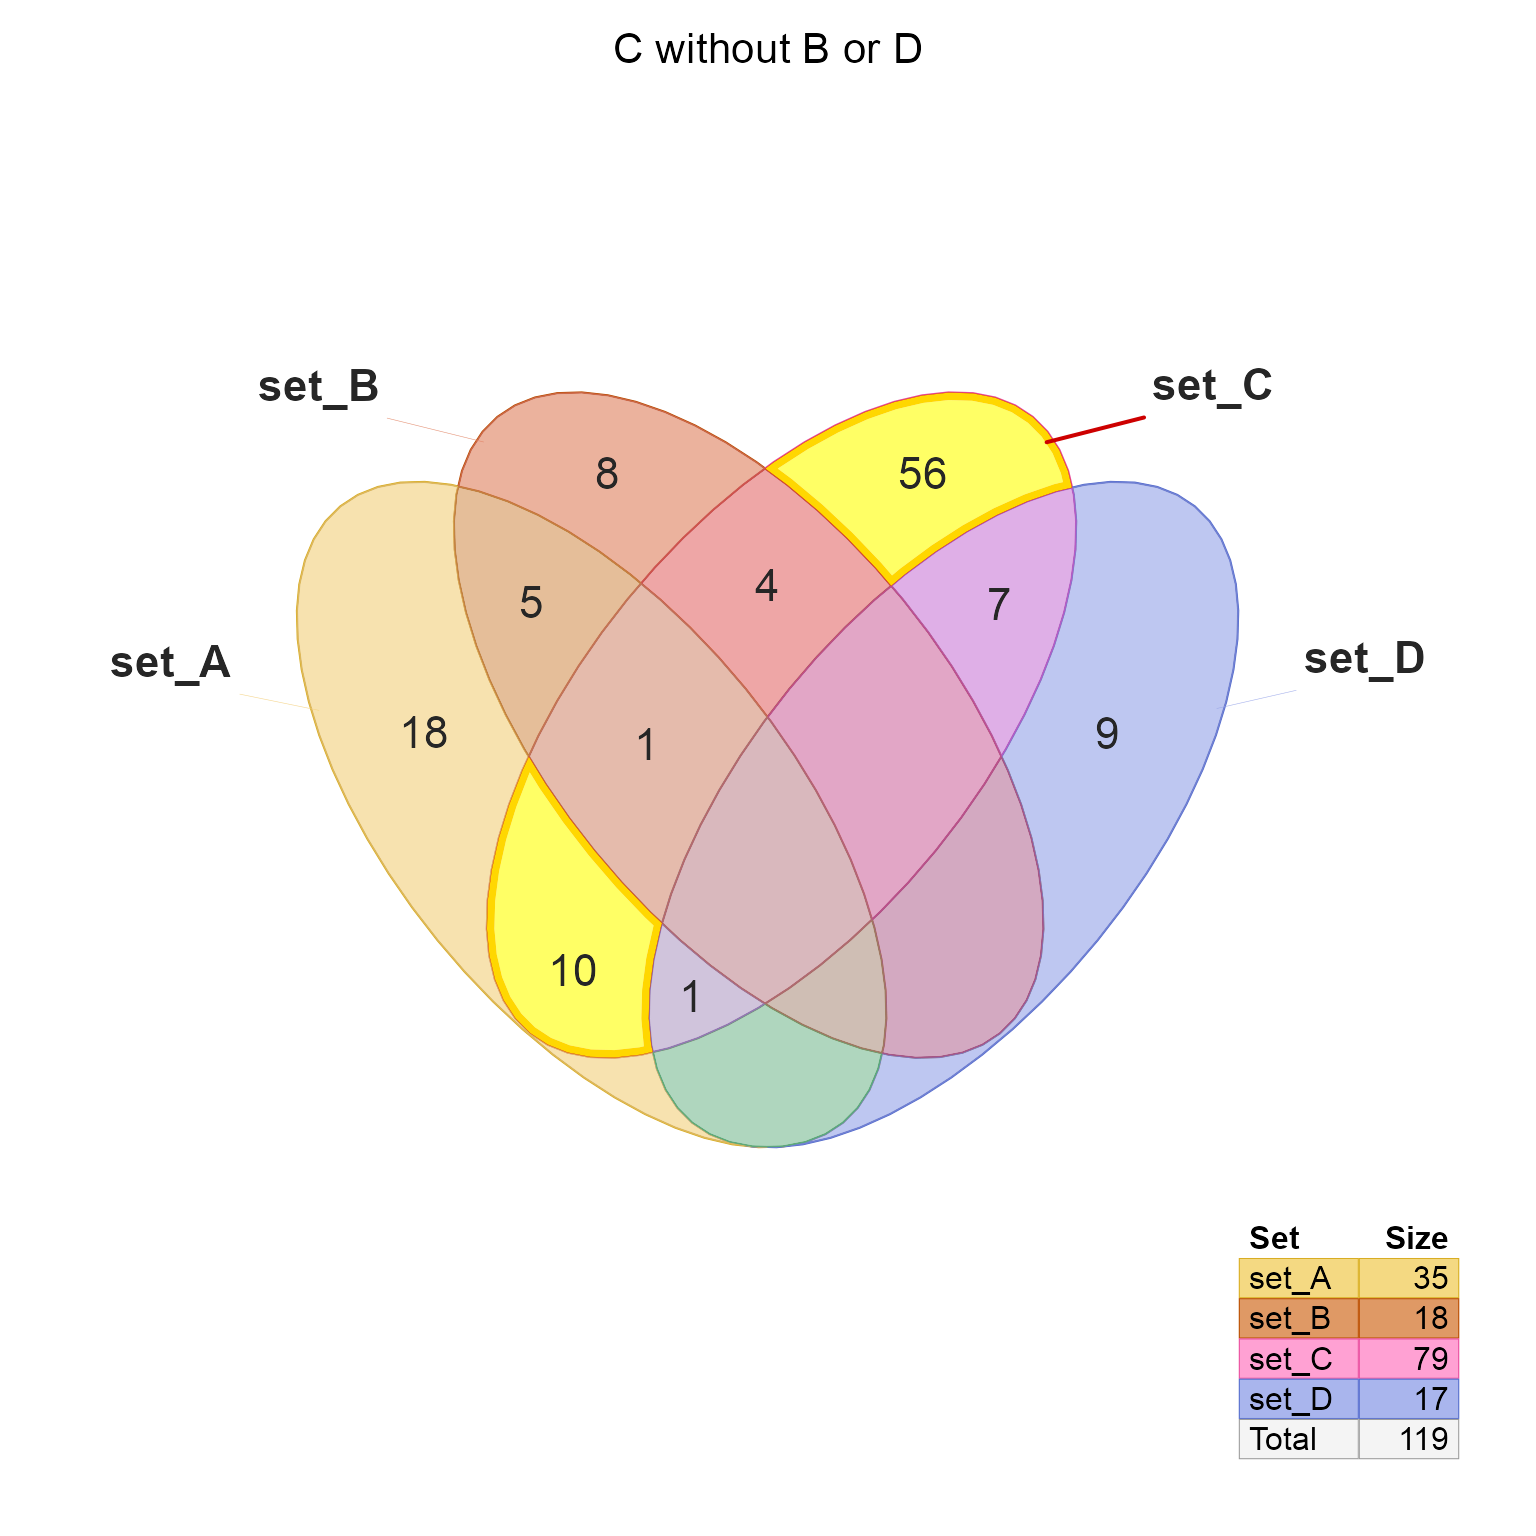 C without B or D
set_B
set_C
8
56
4
5
7
set_A
set_D
18
1
9
10
1
Set Size
set_A 35
set_B 18
set_C 79
set_D 17
Total 119